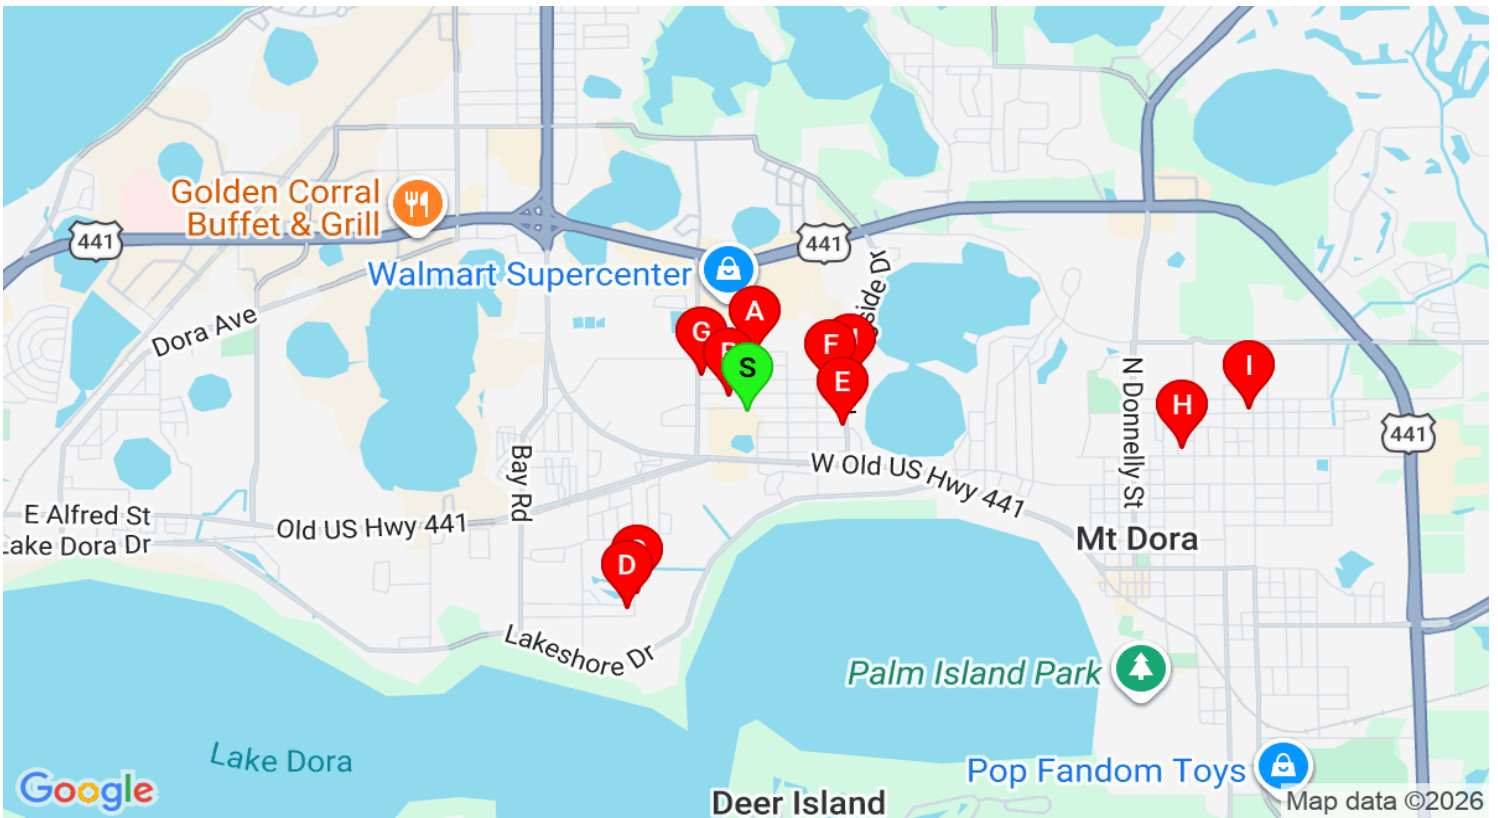 Golden Corral
Buffet & Grill
441
441
Walmart Supercenter
Dora Ave
A
G
S
F
E
I
H
D
N Donnelly St
441
Bay Rd
W Old US Hwy 441
E Alfred St
Old US Hwy 441
Lake Dora Dr
Mt Dora
Lakeshore Dr
Palm Island Park
Lake Dora
Pop Fandom Toys
Google
Deer Island
Map data ©2026